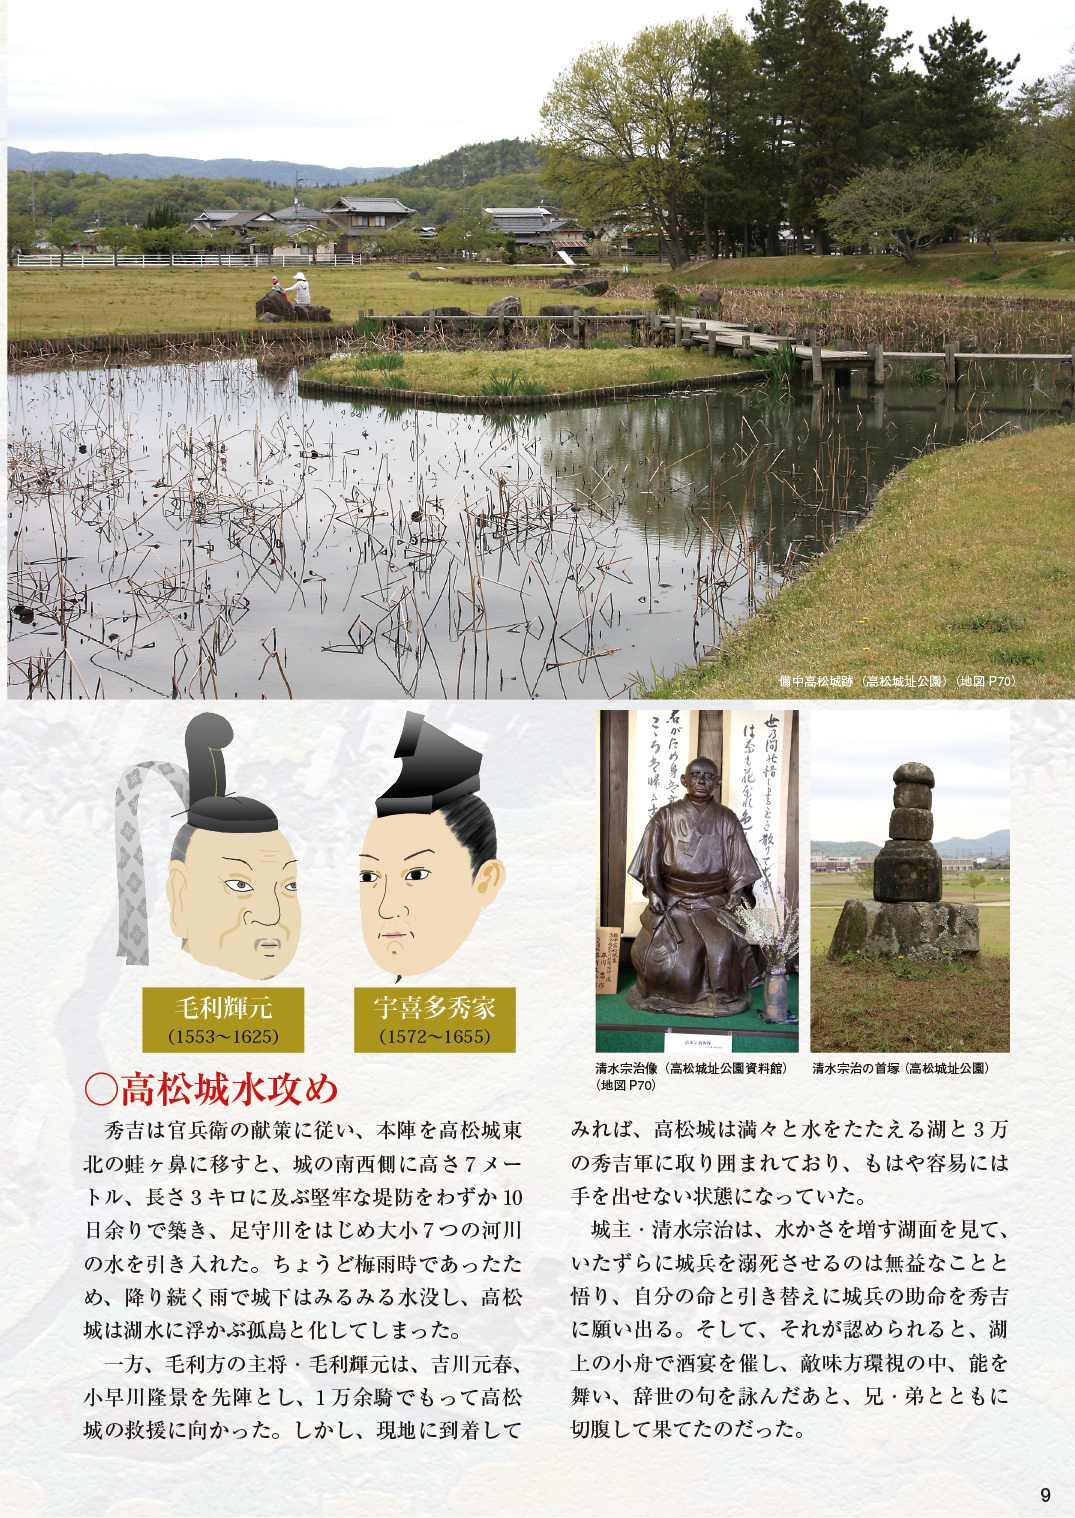 備中高松城跡（高松城址公園）（地図 P70）
毛利輝元
（1553〜1625）
宇喜多秀家
（1572〜1655）
清水宗治像（高松城址公園資料館）
（地図 P70）
清水宗治の首塚（高松城址公園）
○高松城水攻め
秀吉は官兵衛の献策に従い、本陣を高松城東
北の蛙ヶ鼻に移すと、城の南西側に高さ７メー
トル、長さ３キロに及ぶ堅牢な堤防をわずか 10
日余りで築き、足守川をはじめ大小７つの河川
の水を引き入れた。ちょうど梅雨時であったた
め、降り続く雨で城下はみるみる水没し、高松
城は湖水に浮かぶ孤島と化してしまった。
一方、毛利方の主将・毛利輝元は、吉川元春、
小早川隆景を先陣とし、１万余騎でもって高松
城の救援に向かった。しかし、現地に到着して
みれば、高松城は満々と水をたたえる湖と３万
の秀吉軍に取り囲まれており、もはや容易には
手を出せない状態になっていた。
城主・清水宗治は、水かさを増す湖面を見て、
いたずらに城兵を溺死させるのは無益なことと
悟り、自分の命と引き替えに城兵の助命を秀吉
に願い出る。そして、それが認められると、湖
上の小舟で酒宴を催し、敵味方環視の中、能を
舞い、辞世の句を詠んだあと、兄・弟とともに
切腹して果てたのだった。
9